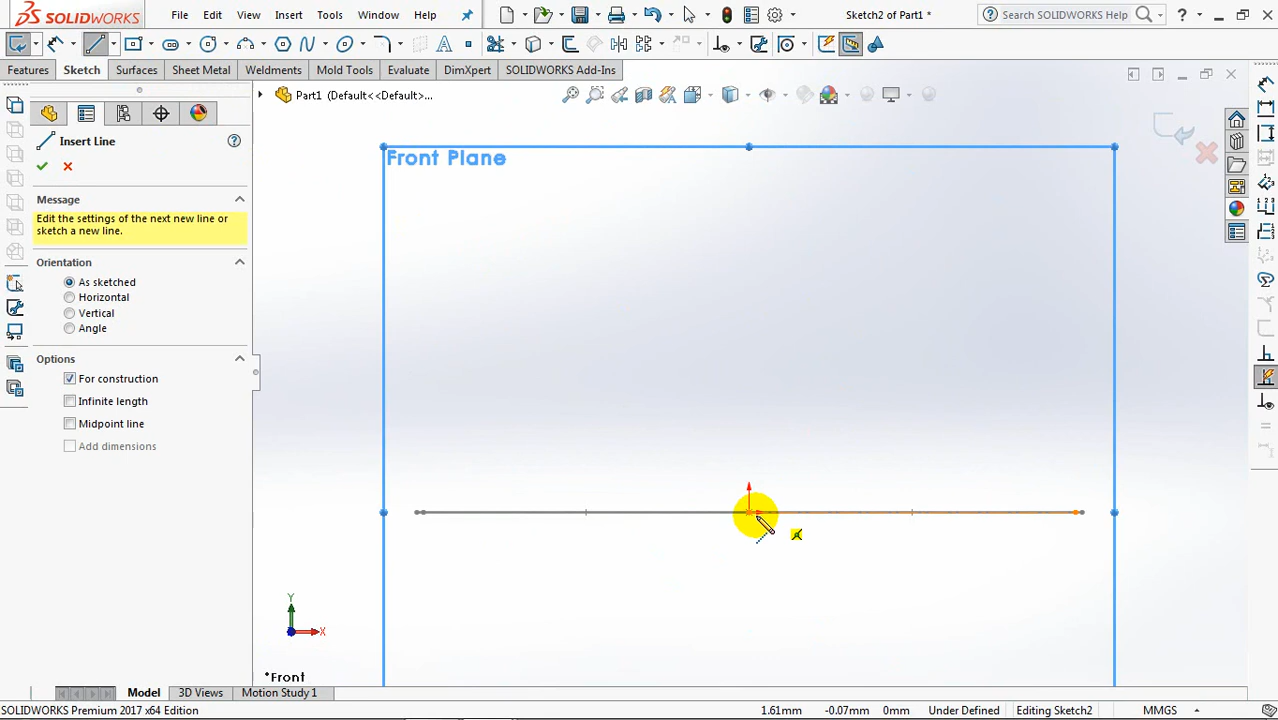 SOLIDWORKS File Edit View Insert Tools Window Help Sketch2 of Part1 * Search SOLIDWORKS Help ?
Features Sketch Surfaces Sheet Metal Weldments Mold Tools Evaluate DimXpert SOLIDWORKS Add-Ins
Part1 (Default<<Default>...
Insert Line
Message
Edit the settings of the next new line or
sketch a new line.
Orientation
As sketched
Horizontal
Vertical
Angle
Options
For construction
Infinite length
Midpoint line
Add dimensions
Front Plane
Y
X
*Front
Model 3D Views Motion Study 1
SOLIDWORKS Premium 2017 x64 Edition 1.61mm -0.07mm 0mm Under Defined Editing Sketch2 MMGS